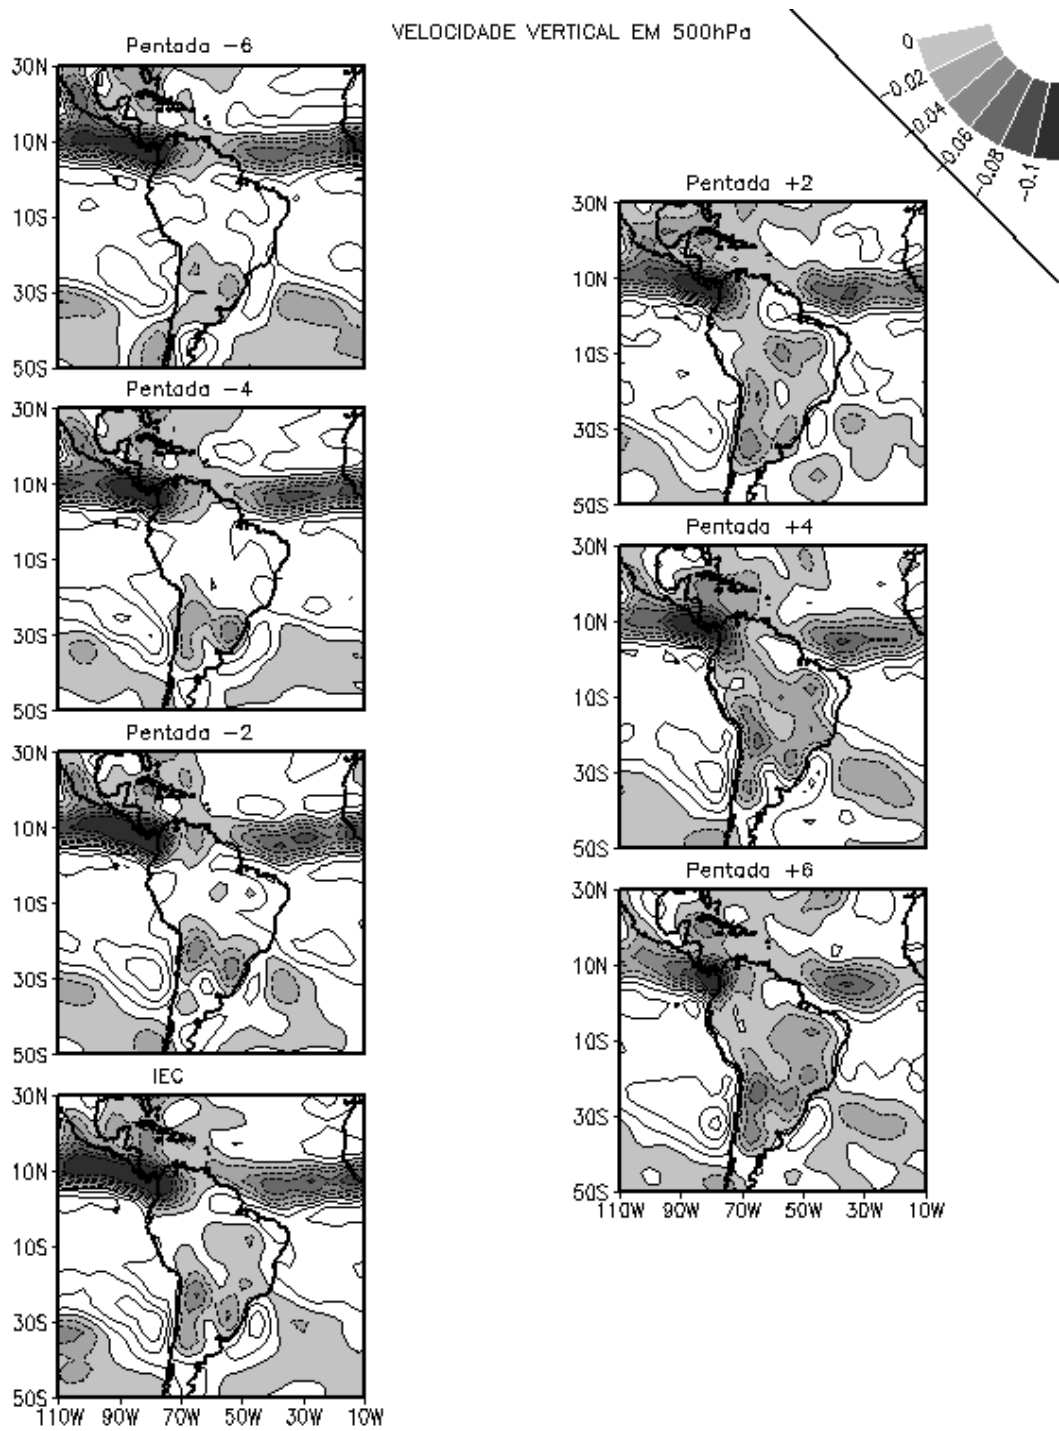 VELOCIDADE VERTICAL EM 500hPa
0
-0.02
-0.04
-0.06
-0.08
-0.1
Pentada -6
30N
10N
10S
30S
50S
Pentada -4
30N
10N
10S
30S
50S
Pentada -2
30N
10N
10S
30S
50S
IEC
30N
10N
10S
30S
50S
110W 90W 70W 50W 30W 10W
Pentada +2
30N
10N
10S
30S
50S
Pentada +4
30N
10N
10S
30S
50S
Pentada +6
30N
10N
10S
30S
50S
110W 90W 70W 50W 30W 10W